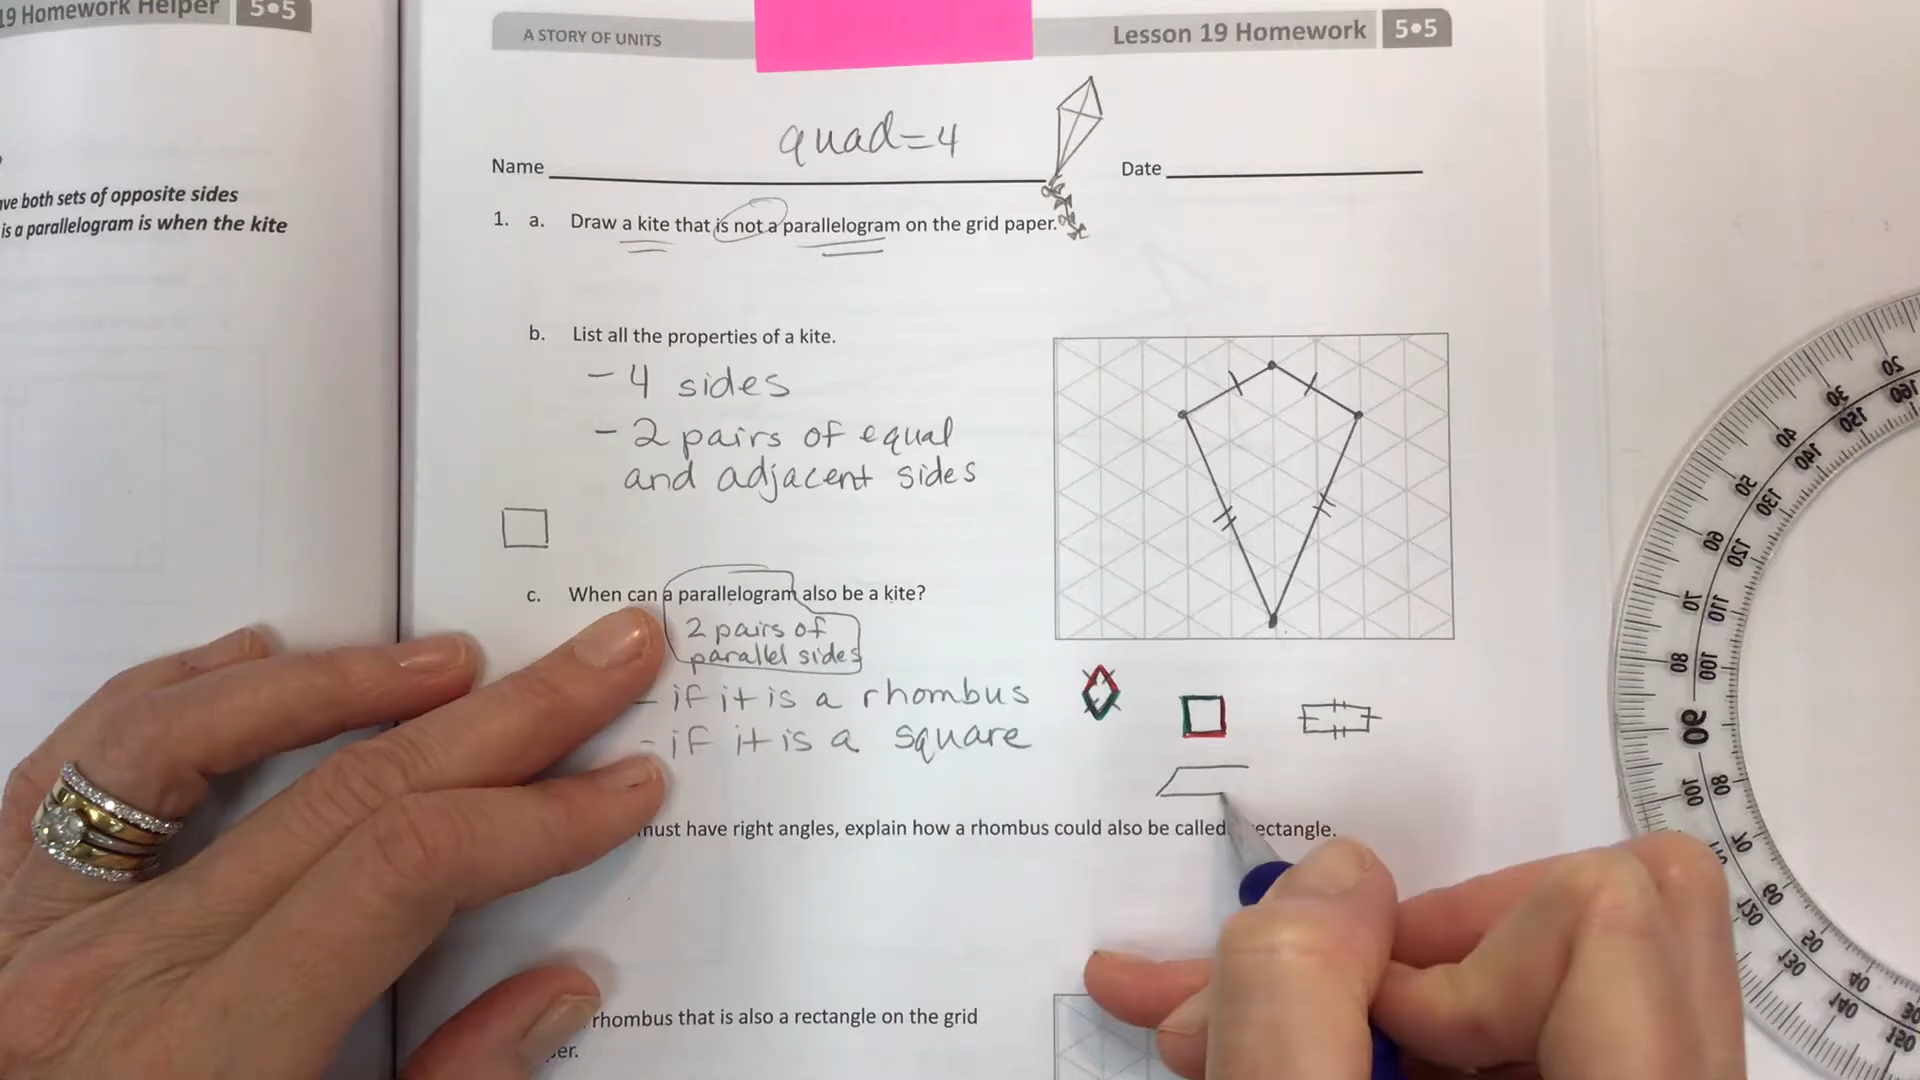 19 Homework Helper 5•5
ve both sets of opposite sides
is a parallelogram is when the kite
A STORY OF UNITS
Lesson 19 Homework 5•5
quad=4
Name
Date
1. a. Draw a kite that is not a parallelogram on the grid paper.
b. List all the properties of a kite.
- 4 sides
- 2 pairs of equal
and adjacent sides
c. When can a parallelogram also be a kite?
2 pairs of
parallel sides
- if it is a rhombus
- if it is a square
must have right angles, explain how a rhombus could also be called rectangle.
rhombus that is also a rectangle on the grid
er.